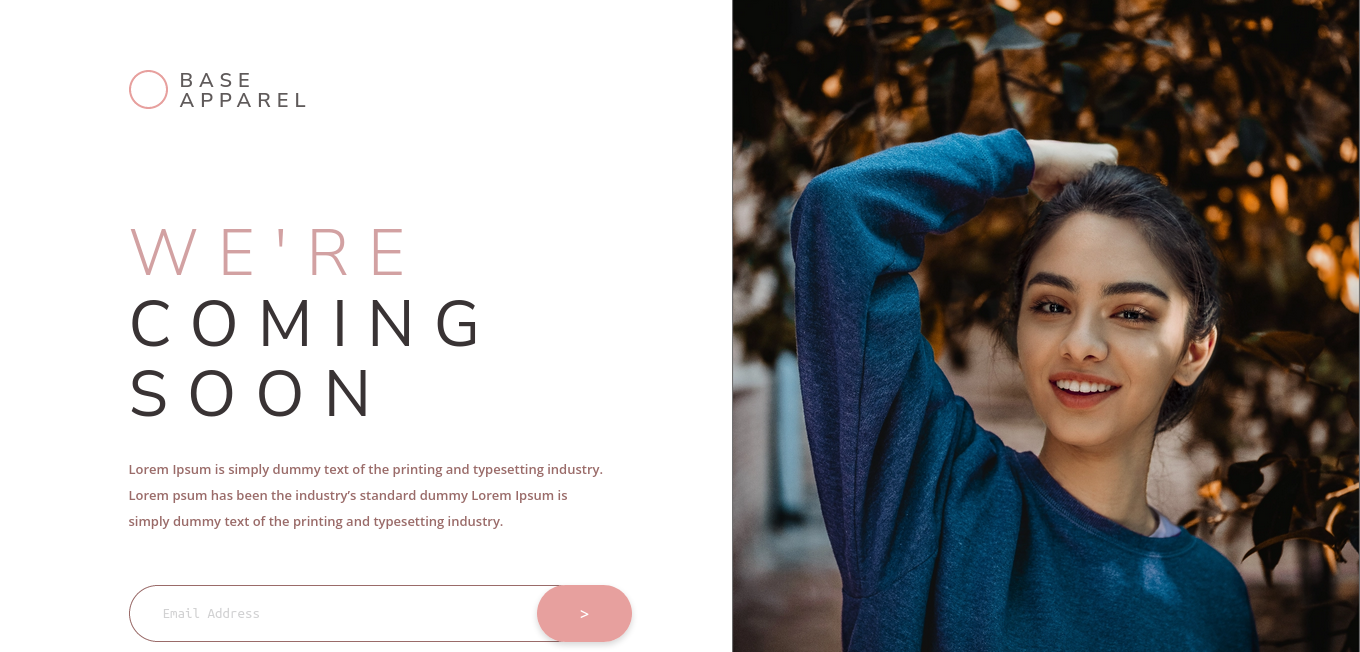 BASE
APPAREL
WE'RE
COMING
SOON
Lorem Ipsum is simply dummy text of the printing and typesetting industry.
Lorem psum has been the industry’s standard dummy Lorem Ipsum is
simply dummy text of the printing and typesetting industry.
Email Address >